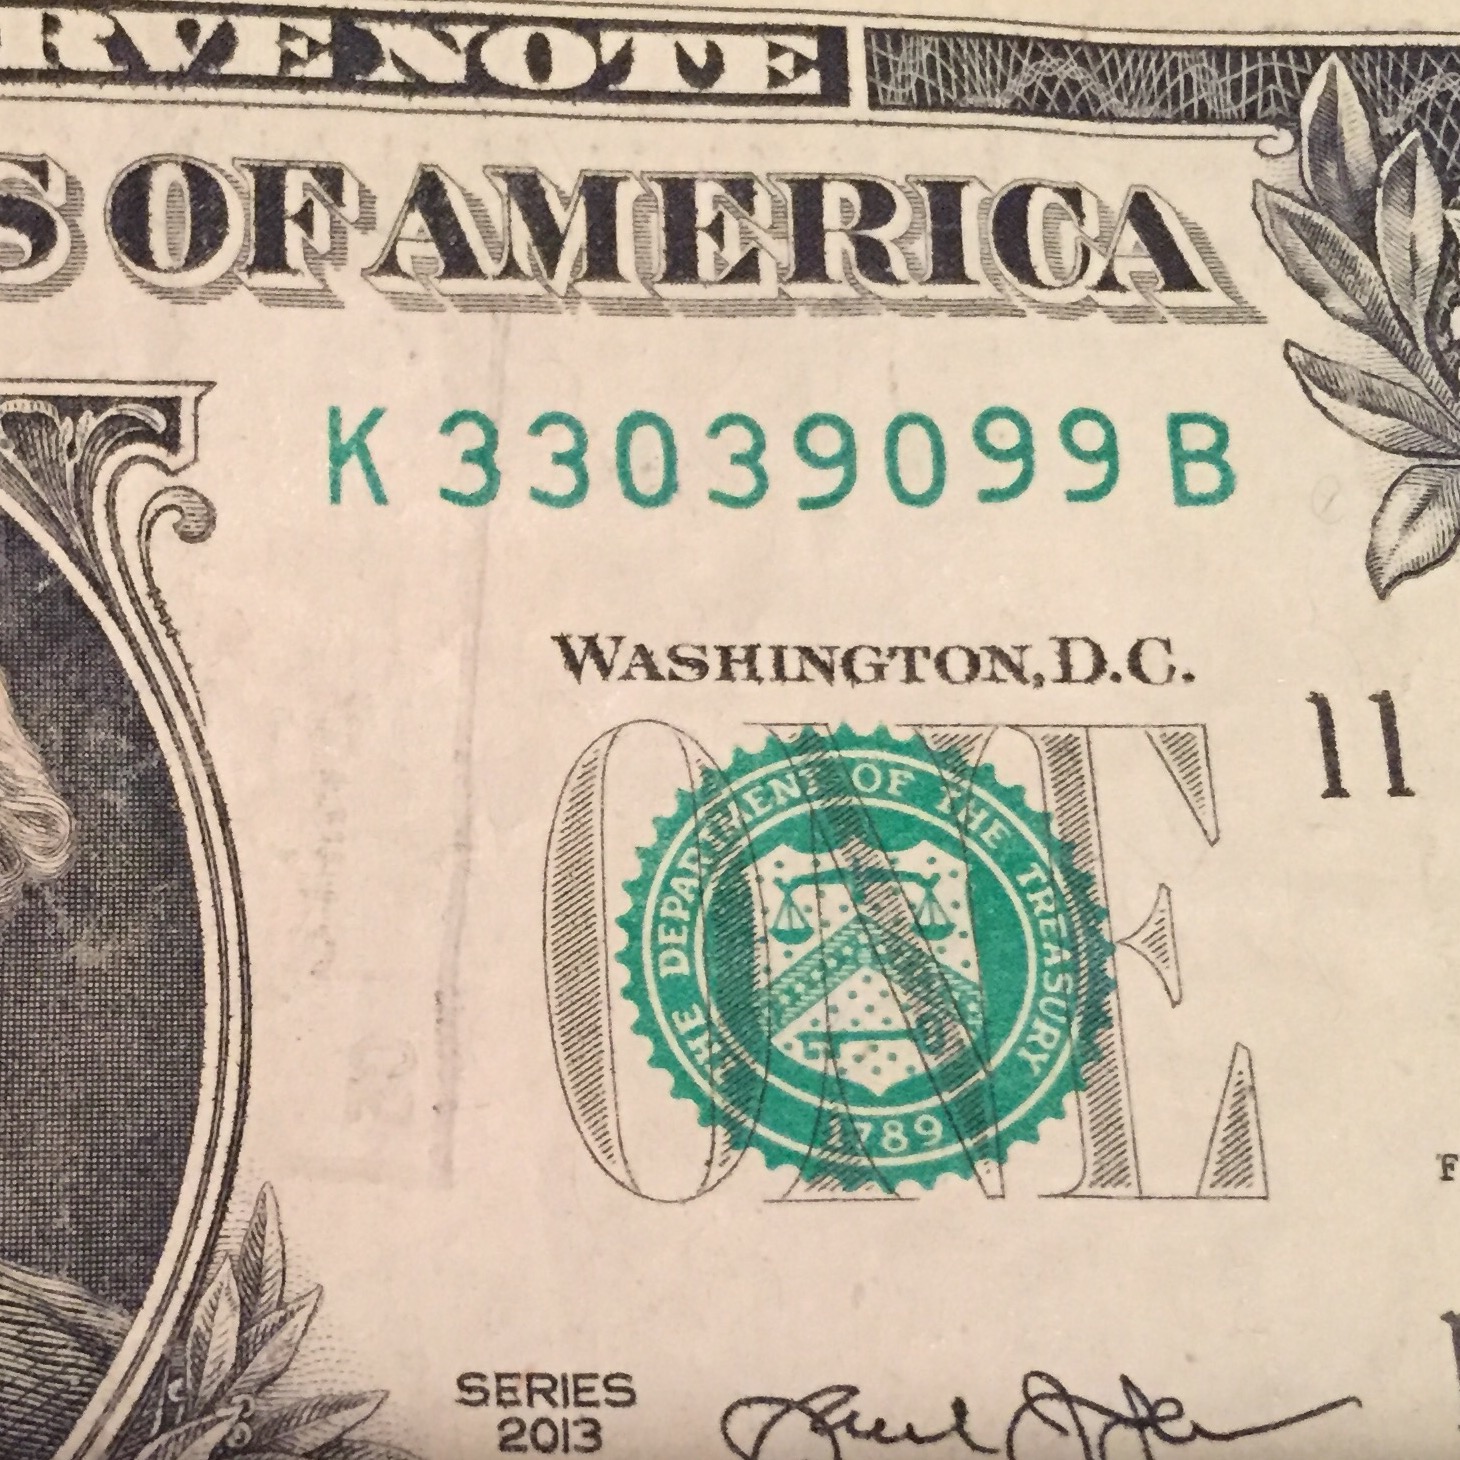 RVE NOTE
S OF AMERICA
K 33039099 B
WASHINGTON, D.C.
ONE
11
THE DEPARTMENT OF THE TREASURY
1789
F
SERIES
2013